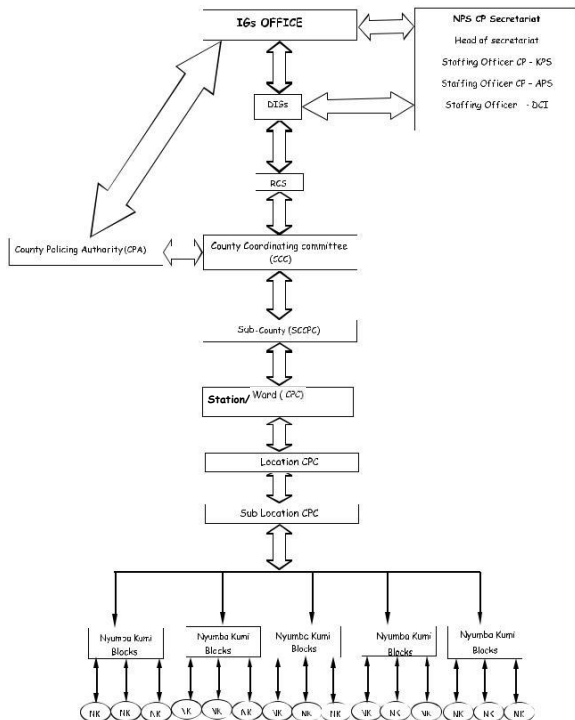 IGs OFFICE
NPS CP Secretariat
Head of secretariat
Staffing Officer CP - KPS
Staffing Officer CP - APS
Staffing Officer - DCI
DIGs
RCS
County Policing Authority(CPA)
County Coordinating committee
(CCC)
Sub-County (SCCPC)
Station/ Ward ( CPC)
Location CPC
Sub Location CPC
Nyumba Kumi
Blocks
Nyumba Kumi
Blocks
Nyumba Kumi
Blocks
Nyumba Kumi
Blocks
Nyumba Kumi
Blocks
NK NK NK NK NK NK NK NK NK NK NK NK NK NK NK